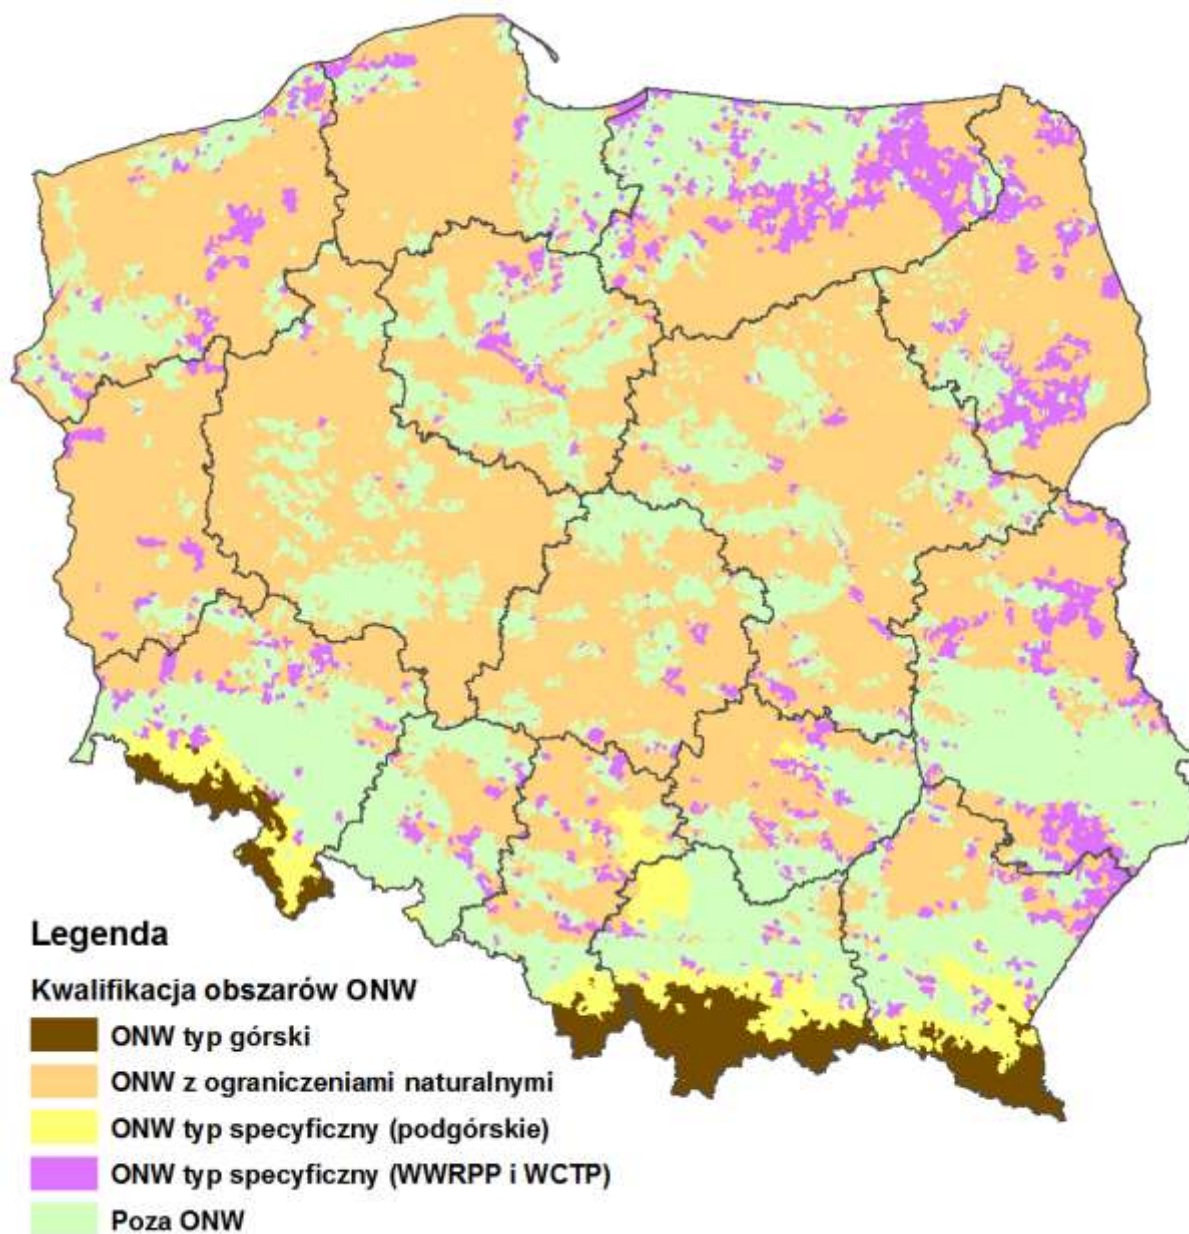 Legenda
Kwalifikacja obszarów ONW
ONW typ górski
ONW z ograniczeniami naturalnymi
ONW typ specyficzny (podgórskie)
ONW typ specyficzny (WWRPP i WCTP)
Poza ONW